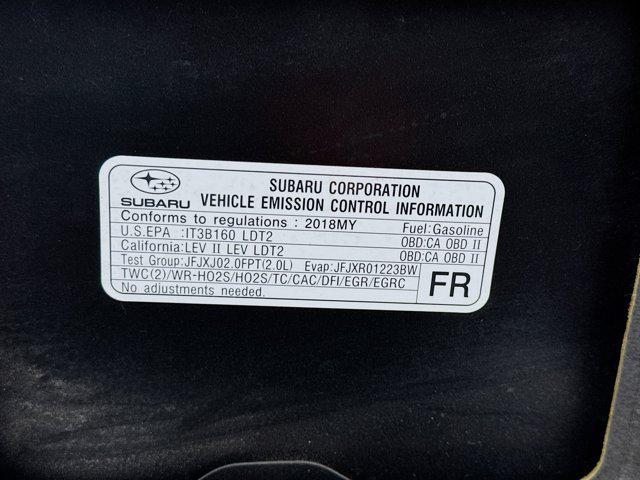 SUBARU
SUBARU CORPORATION
VEHICLE EMISSION CONTROL INFORMATION
Conforms to regulations : 2018MY Fuel:Gasoline
U.S.EPA :IT3B160 LDT2 OBD:CA OBD II
California:LEV II LEV LDT2 OBD:CA OBD II
Test Group:JFJXJ02.0FPT(2.0L) Evap:JFJXR01223BW
TWC(2)/WR-HO2S/HO2S/TC/CAC/DFI/EGR/EGRC
No adjustments needed.
FR